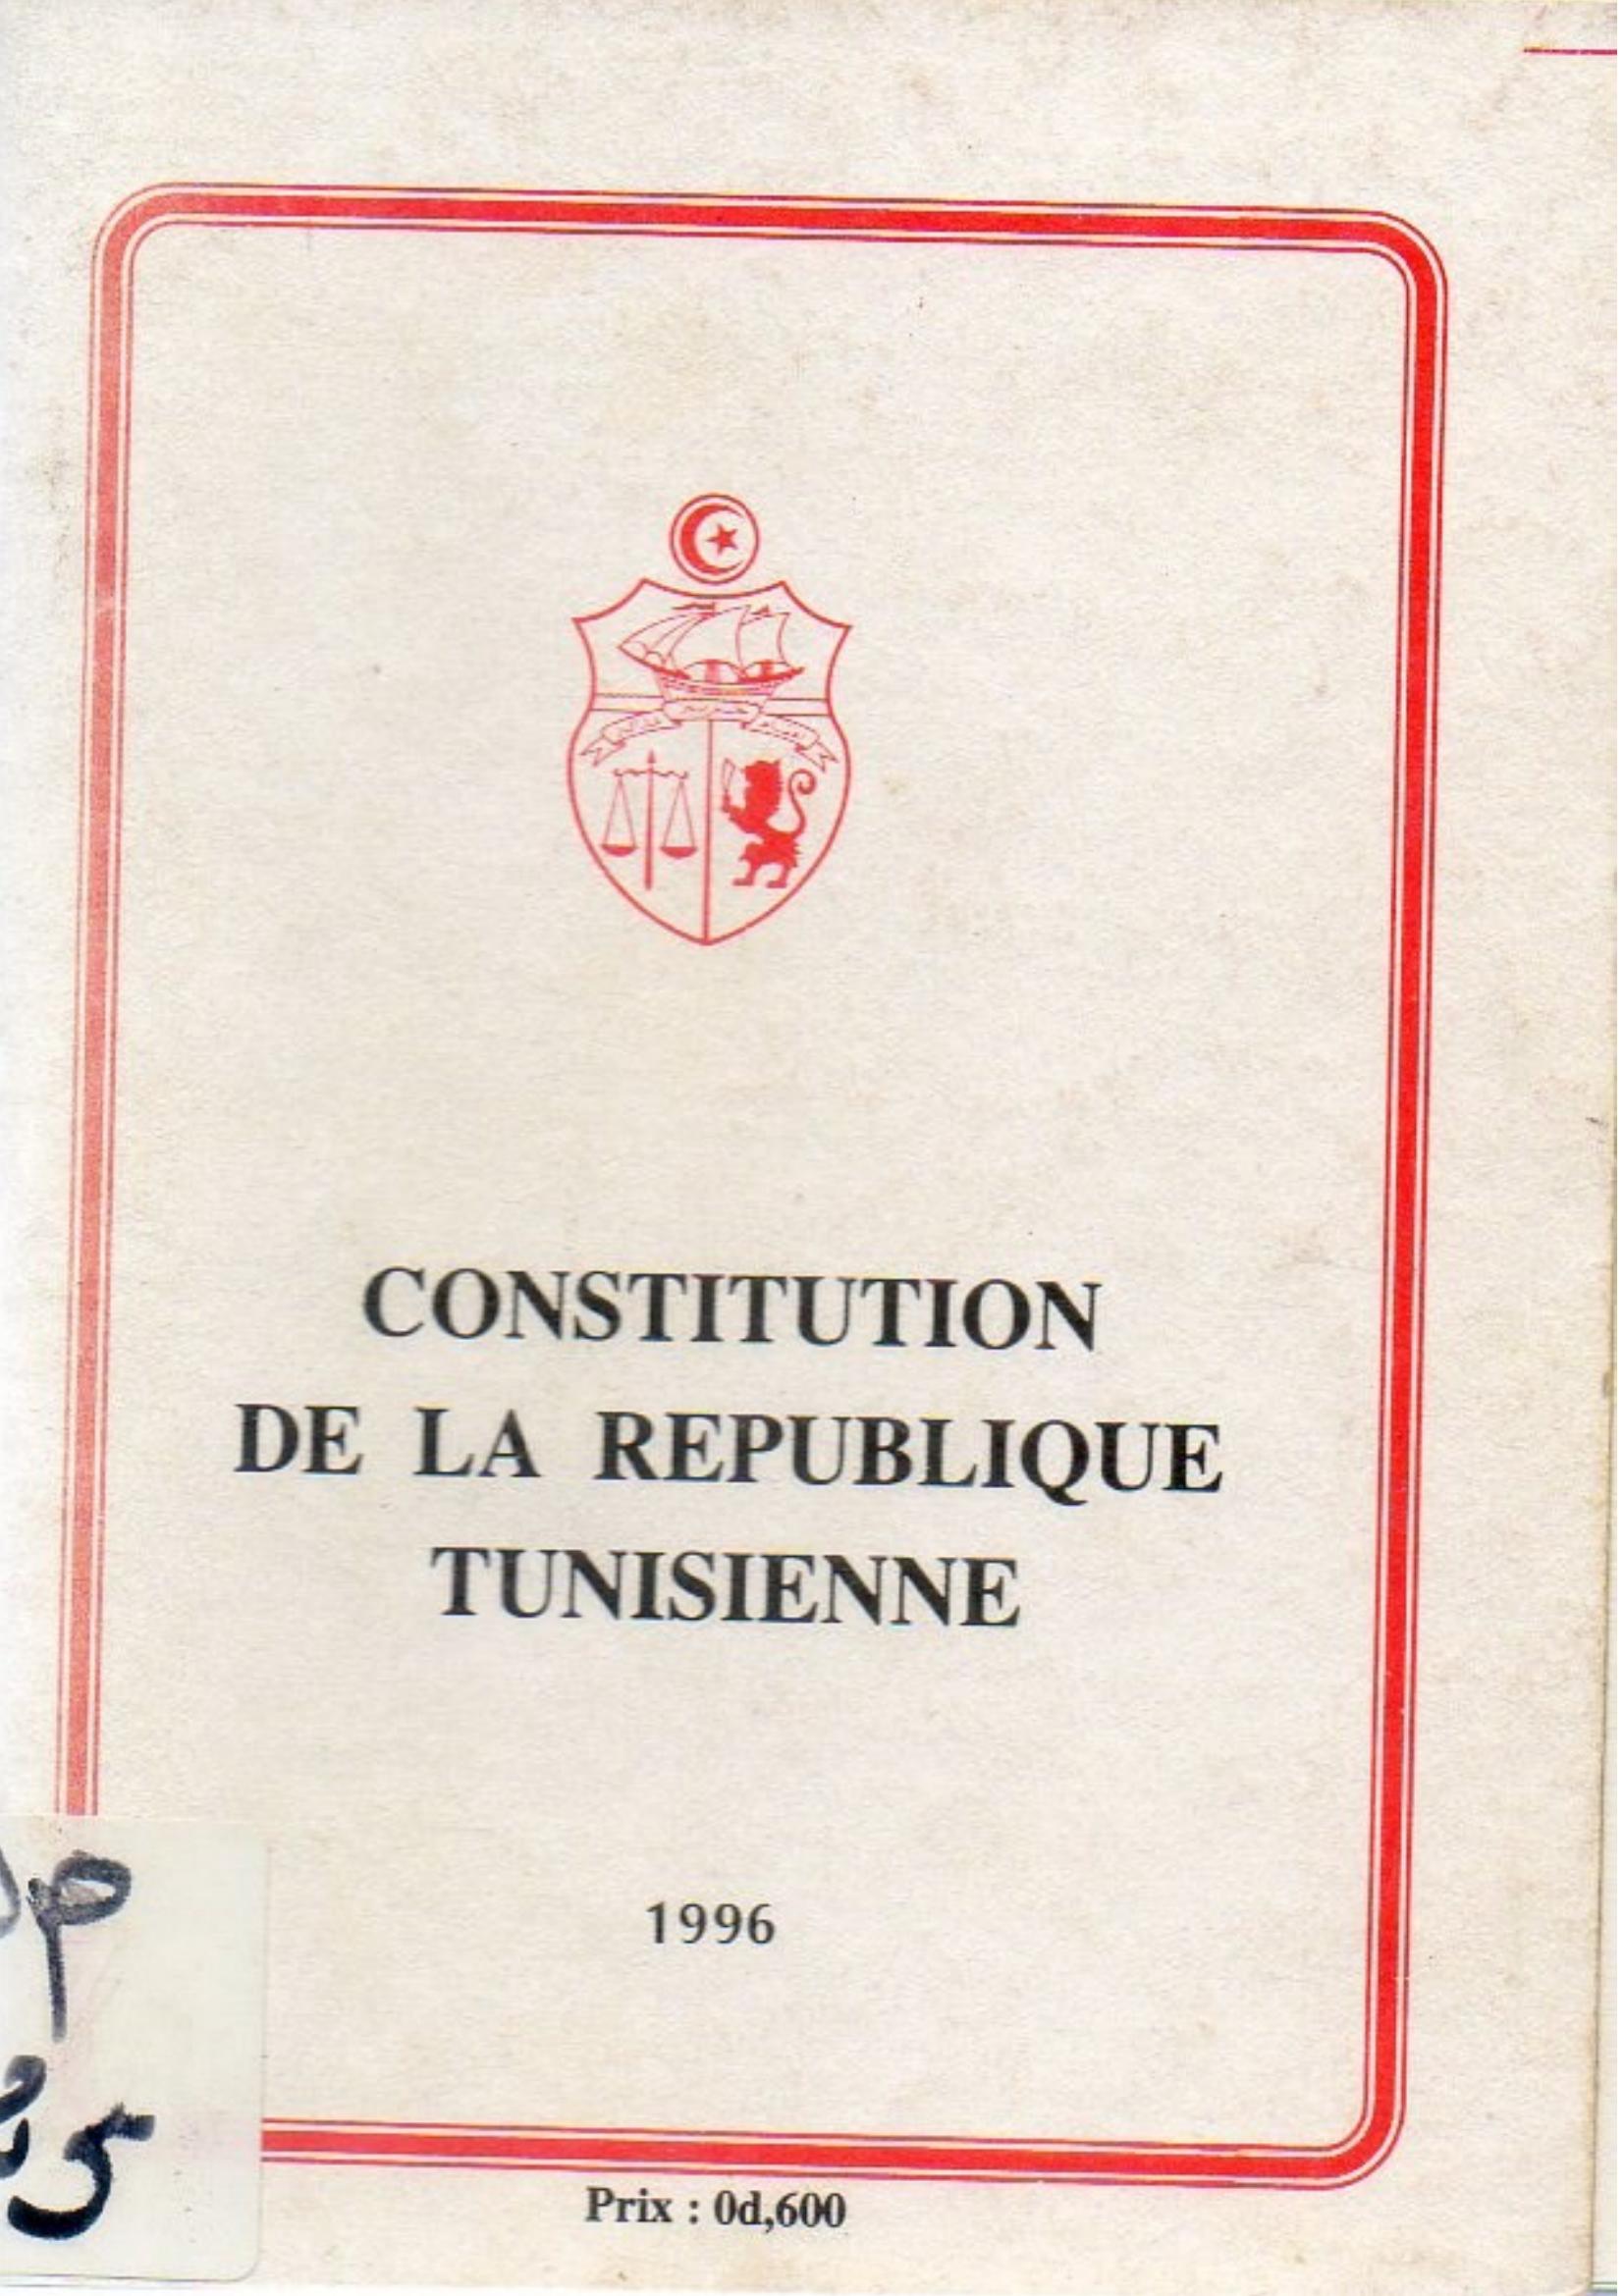 CONSTITUTION
DE LA REPUBLIQUE
TUNISIENNE
1996
Prix : 0d,600